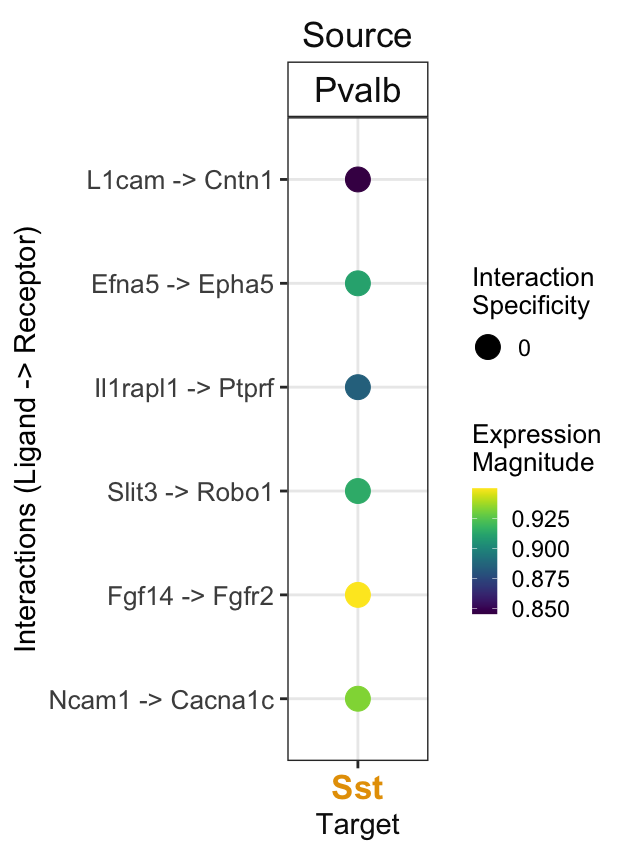 Source
Pvalb
Interactions (Ligand -> Receptor)
L1cam -> Cntn1
Efna5 -> Epha5
Il1rapl1 -> Ptprf
Slit3 -> Robo1
Fgf14 -> Fgfr2
Ncam1 -> Cacna1c
Sst
Target
Interaction
Specificity
0
Expression
Magnitude
0.925
0.900
0.875
0.850